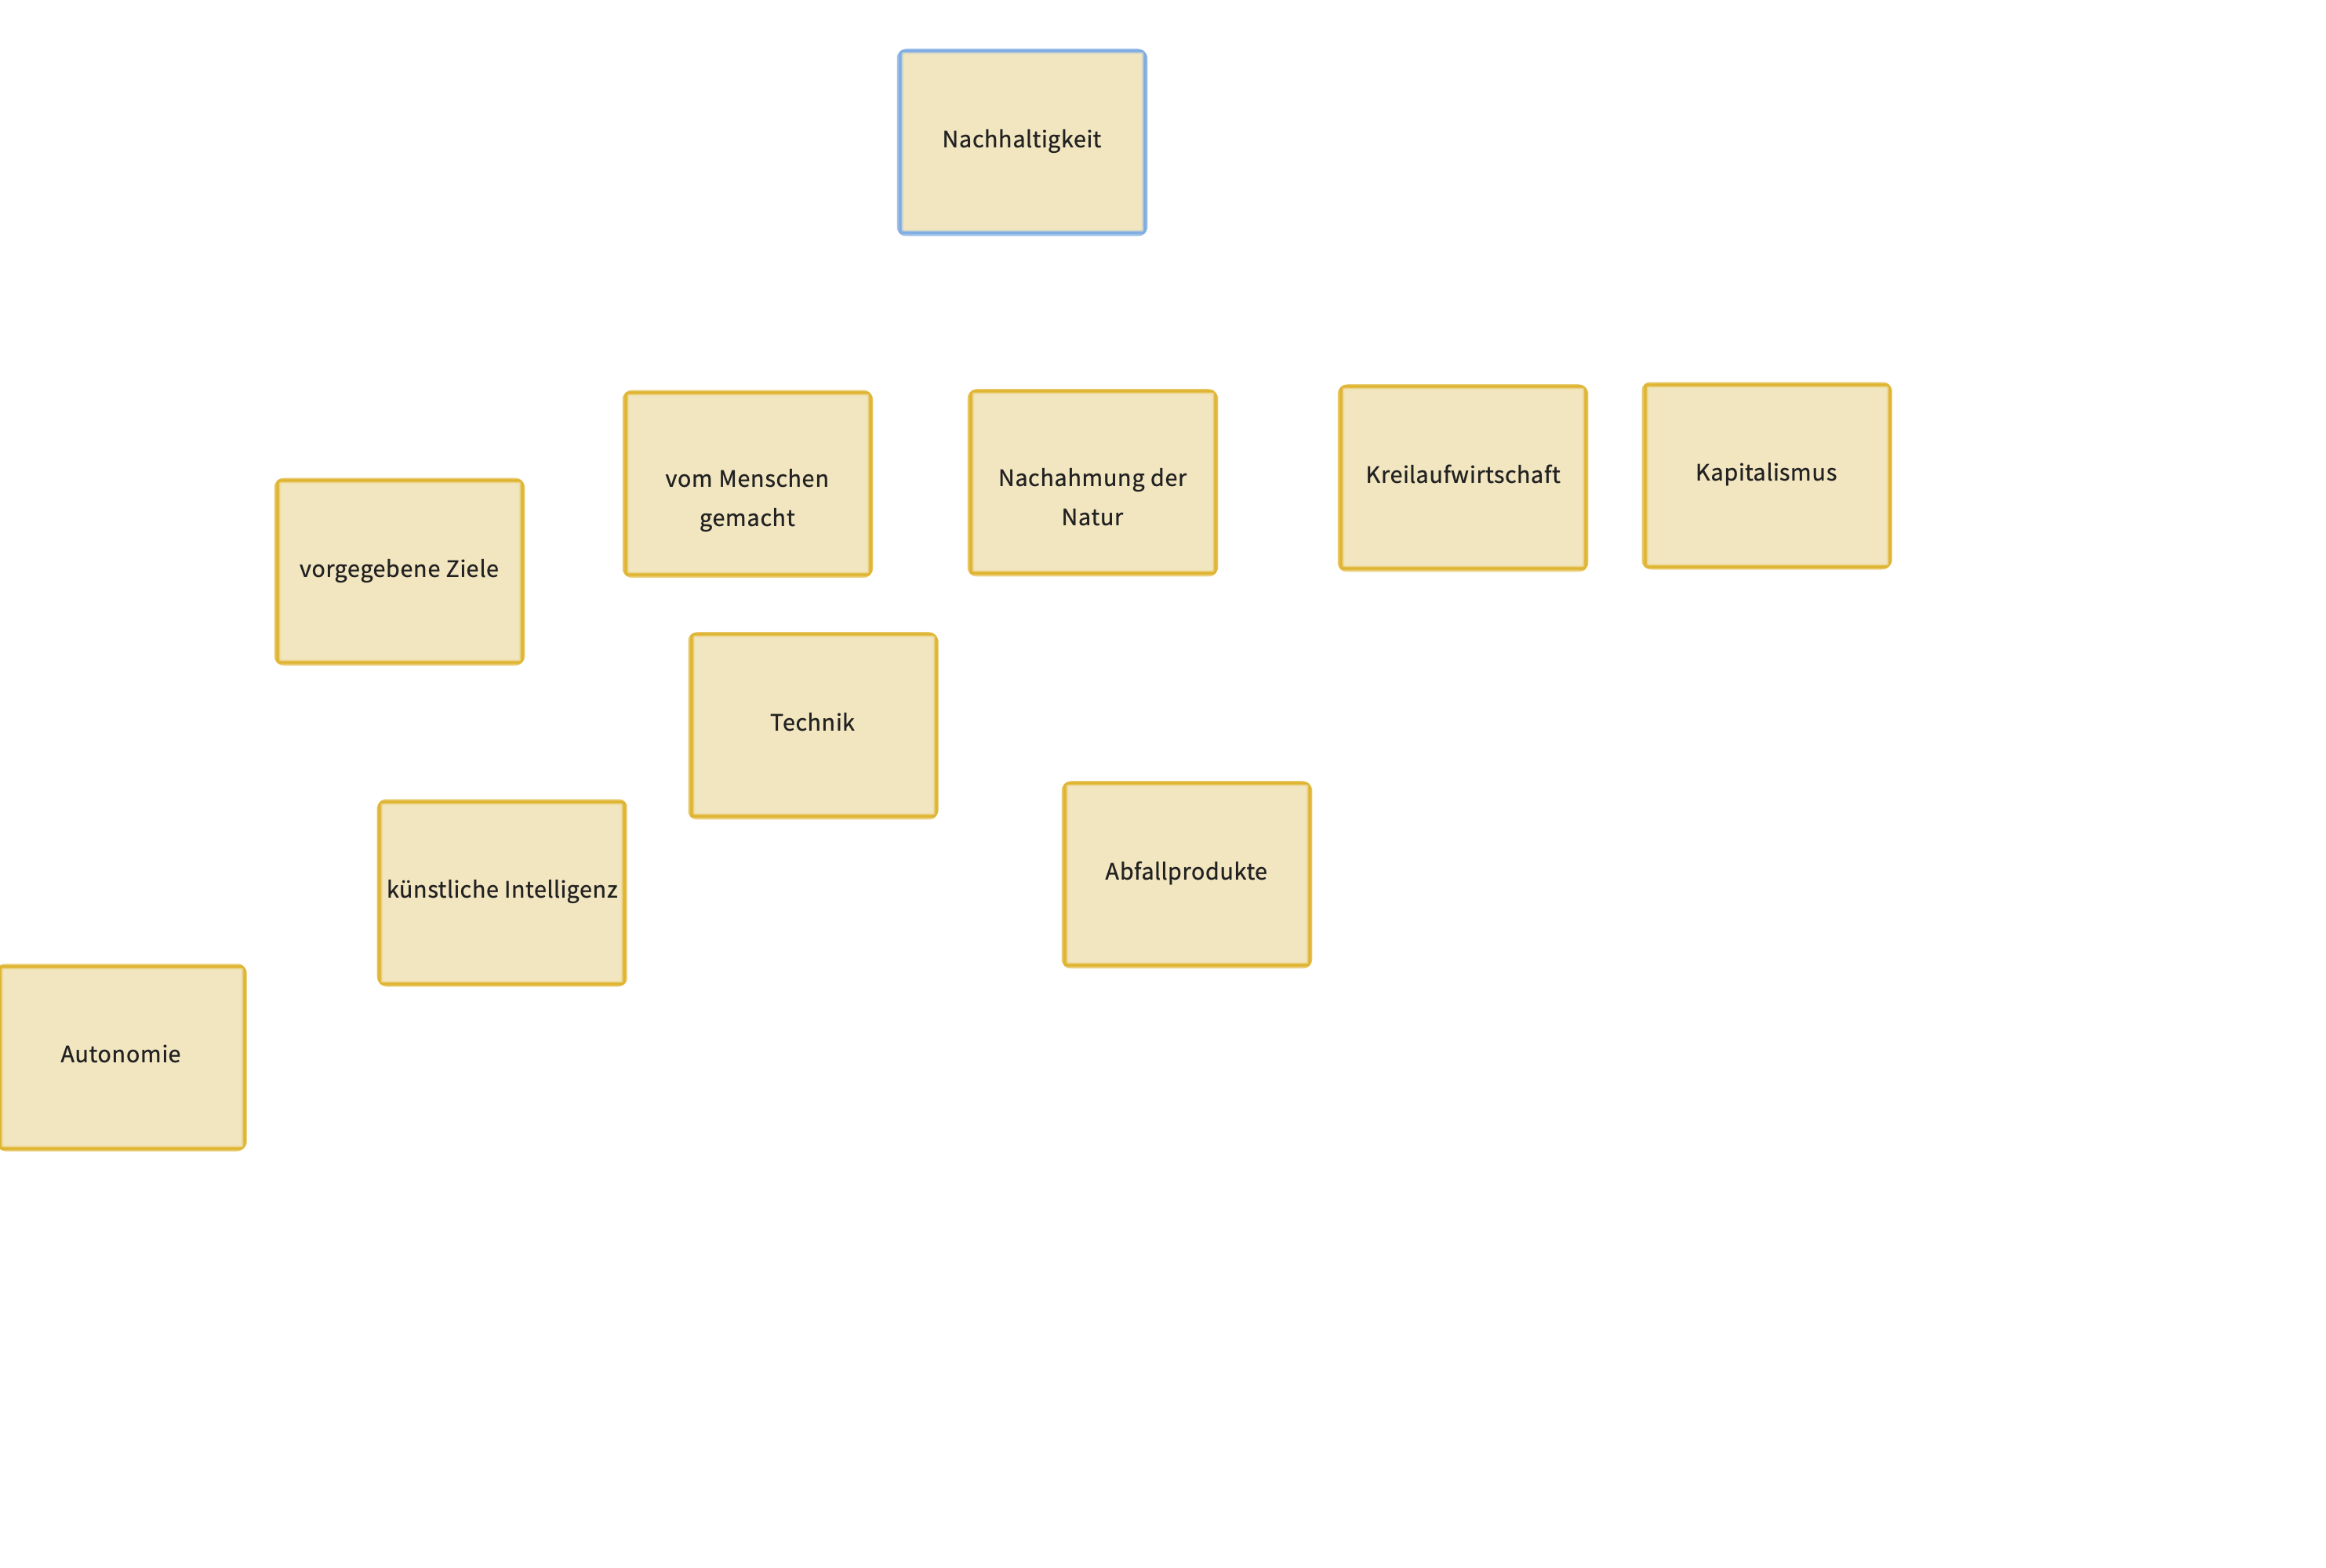 Nachhaltigkeit
vom Menschen
gemacht
Nachahmung der
Natur
Kreilaufwirtschaft
Kapitalismus
vorgegebene Ziele
Technik
Abfallprodukte
künstliche Intelligenz
Autonomie